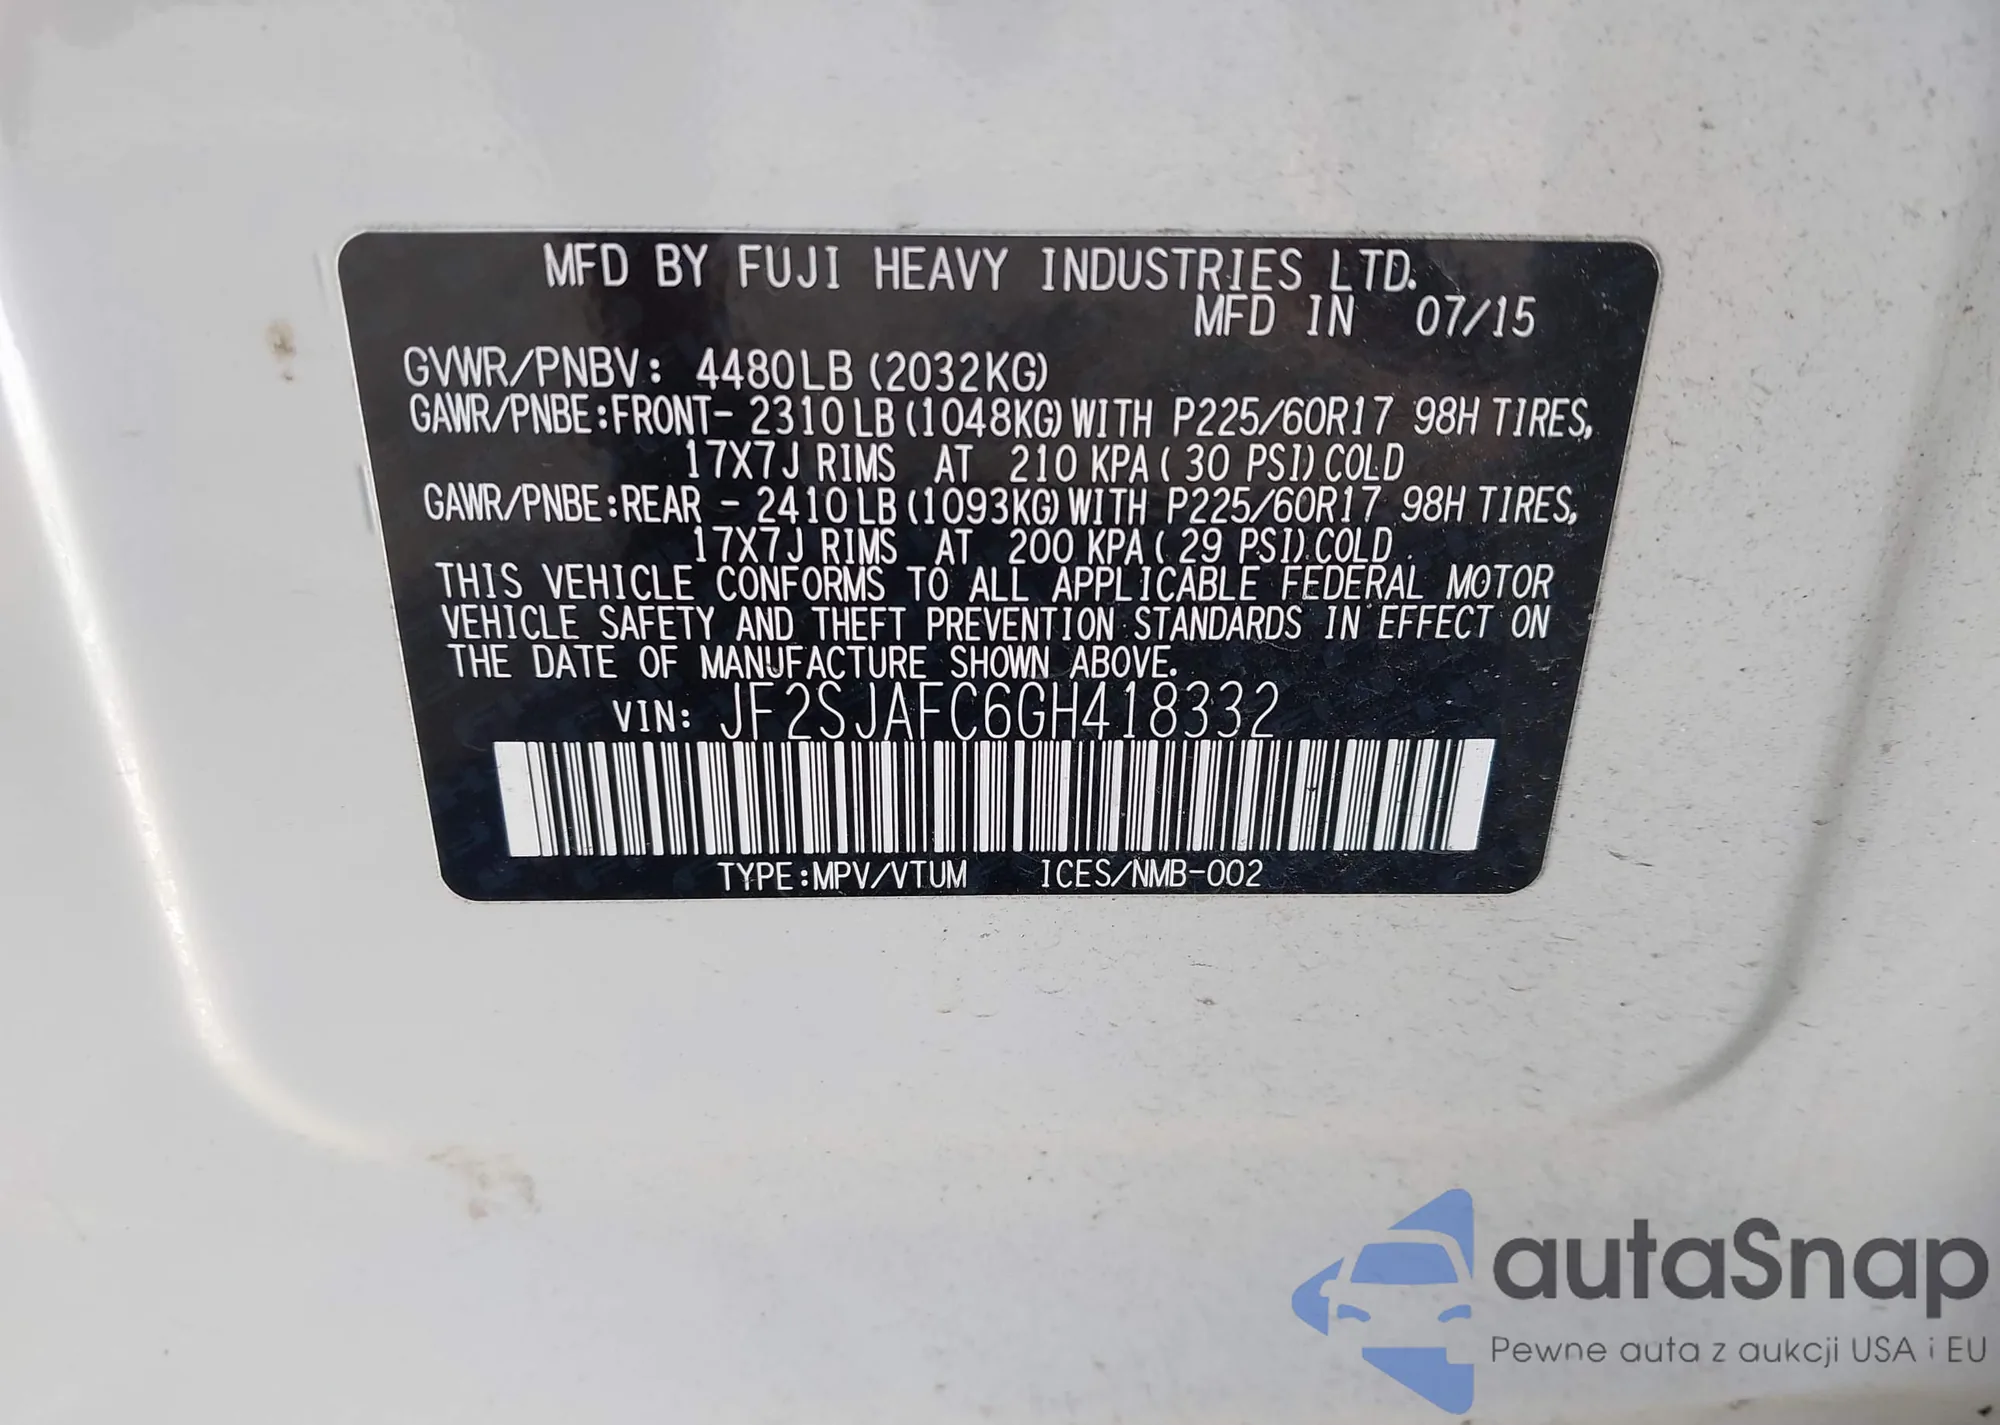 MFD BY FUJI HEAVY INDUSTRIES LTD.
MFD IN 07/15
GVWR/PNBV: 4480LB (2032KG)
GAWR/PNBE:FRONT- 2310LB (1048KG) WITH P225/60R17 98H TIRES,
17X7J RIMS AT 210 KPA ( 30 PSI) COLD
GAWR/PNBE:REAR - 2410LB (1093KG) WITH P225/60R17 98H TIRES,
17X7J RIMS AT 200 KPA ( 29 PSI) COLD
THIS VEHICLE CONFORMS TO ALL APPLICABLE FEDERAL MOTOR
VEHICLE SAFETY AND THEFT PREVENTION STANDARDS IN EFFECT ON
THE DATE OF MANUFACTURE SHOWN ABOVE.
VIN: JF2SJAFC6GH418332
TYPE:MPV/VTUM ICES/NMB-002
autaSnap
Pewne auta z aukcji USA i EU